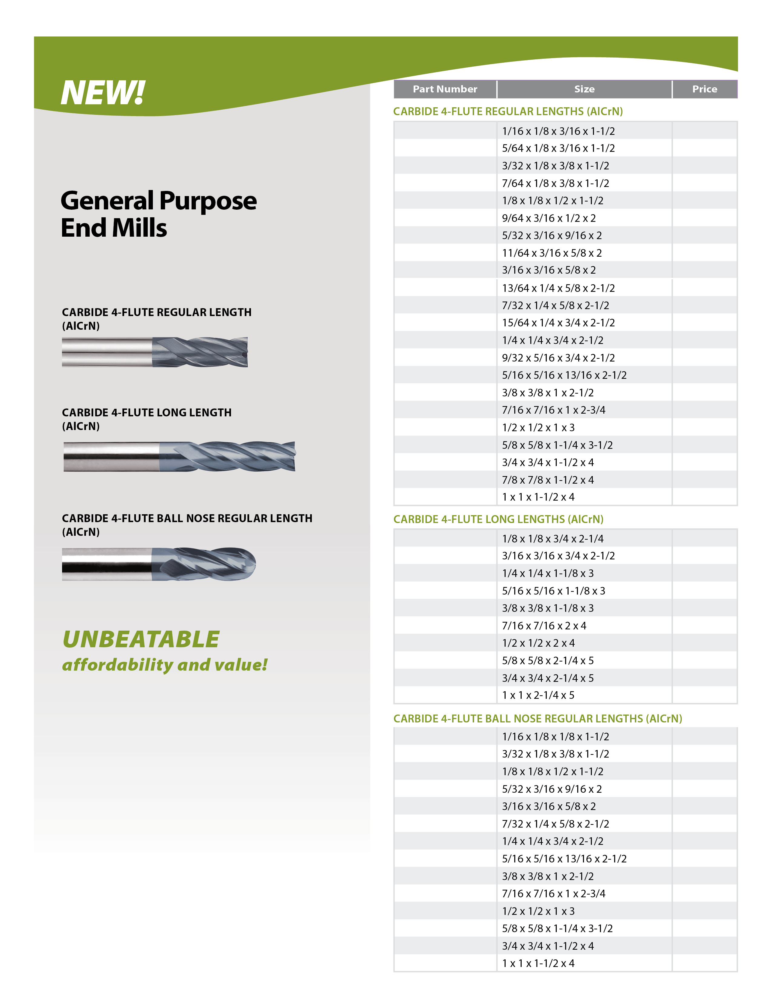 NEW!
General Purpose
End Mills
CARBIDE 4-FLUTE REGULAR LENGTH
(AlCrN)
CARBIDE 4-FLUTE LONG LENGTH
(AlCrN)
CARBIDE 4-FLUTE BALL NOSE REGULAR LENGTH
(AlCrN)
UNBEATABLE
affordability and value!
Part Number Size Price
CARBIDE 4-FLUTE REGULAR LENGTHS (AlCrN)
1/16 x 1/8 x 3/16 x 1-1/2
5/64 x 1/8 x 3/16 x 1-1/2
3/32 x 1/8 x 3/8 x 1-1/2
7/64 x 1/8 x 3/8 x 1-1/2
1/8 x 1/8 x 1/2 x 1-1/2
9/64 x 3/16 x 1/2 x 2
5/32 x 3/16 x 9/16 x 2
11/64 x 3/16 x 5/8 x 2
3/16 x 3/16 x 5/8 x 2
13/64 x 1/4 x 5/8 x 2-1/2
7/32 x 1/4 x 5/8 x 2-1/2
15/64 x 1/4 x 3/4 x 2-1/2
1/4 x 1/4 x 3/4 x 2-1/2
9/32 x 5/16 x 3/4 x 2-1/2
5/16 x 5/16 x 13/16 x 2-1/2
3/8 x 3/8 x 1 x 2-1/2
7/16 x 7/16 x 1 x 2-3/4
1/2 x 1/2 x 1 x 3
5/8 x 5/8 x 1-1/4 x 3-1/2
3/4 x 3/4 x 1-1/2 x 4
7/8 x 7/8 x 1-1/2 x 4
1 x 1 x 1-1/2 x 4
CARBIDE 4-FLUTE LONG LENGTHS (AlCrN)
1/8 x 1/8 x 3/4 x 2-1/4
3/16 x 3/16 x 3/4 x 2-1/2
1/4 x 1/4 x 1-1/8 x 3
5/16 x 5/16 x 1-1/8 x 3
3/8 x 3/8 x 1-1/8 x 3
7/16 x 7/16 x 2 x 4
1/2 x 1/2 x 2 x 4
5/8 x 5/8 x 2-1/4 x 5
3/4 x 3/4 x 2-1/4 x 5
1 x 1 x 2-1/4 x 5
CARBIDE 4-FLUTE BALL NOSE REGULAR LENGTHS (AlCrN)
1/16 x 1/8 x 1/8 x 1-1/2
3/32 x 1/8 x 3/8 x 1-1/2
1/8 x 1/8 x 1/2 x 1-1/2
5/32 x 3/16 x 9/16 x 2
3/16 x 3/16 x 5/8 x 2
7/32 x 1/4 x 5/8 x 2-1/2
1/4 x 1/4 x 3/4 x 2-1/2
5/16 x 5/16 x 13/16 x 2-1/2
3/8 x 3/8 x 1 x 2-1/2
7/16 x 7/16 x 1 x 2-3/4
1/2 x 1/2 x 1 x 3
5/8 x 5/8 x 1-1/4 x 3-1/2
3/4 x 3/4 x 1-1/2 x 4
1 x 1 x 1-1/2 x 4